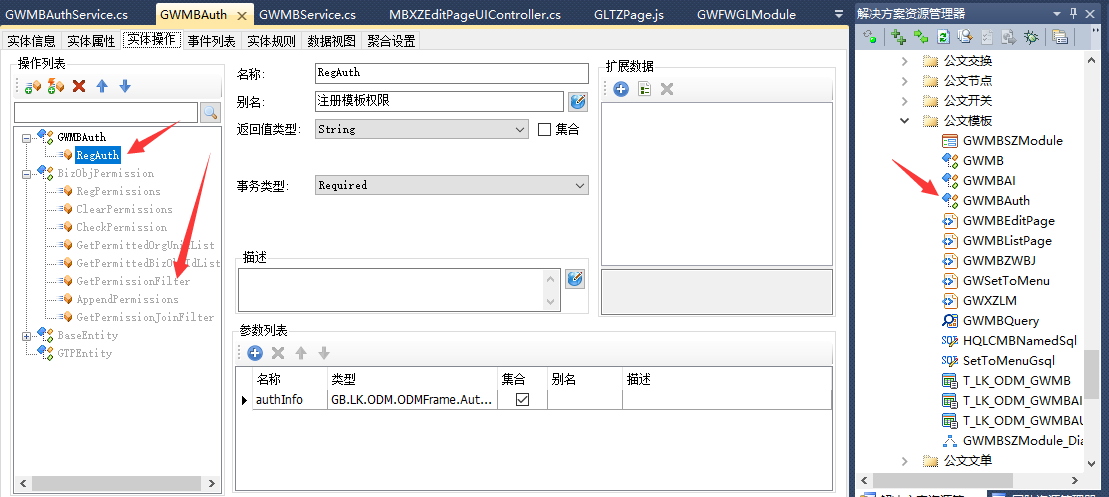 GWMBAuthService.cs GWMBAuth GWMBService.cs MBXZEditPageUIController.cs GLTZPage.js GWFWGLModule
实体信息 实体属性 实体操作 事件列表 实体规则 数据视图 聚合设置
操作列表
GWMBAuth
RegAuth
BizObjPermission
RegPermissions
ClearPermissions
CheckPermission
GetPermittedOrgUnitList
GetPermittedBizObjIdList
GetPermissionFilter
AppendPermissions
GetPermissionJoinFilter
BaseEntity
GTPEntity
名称: RegAuth
别名: 注册模板权限
返回值类型: String 集合
事务类型: Required
描述
扩展数据
参数列表
名称 类型 集合 别名 描述
authInfo GB.LK.ODM.ODMFrame.Aut...
解决方案资源管理器
公文交换
公文节点
公文开关
公文模板
GWMBSZModule
GWMB
GWMBAI
GWMBAuth
GWMBEditPage
GWMBListPage
GWMBZWBJ
GWSetToMenu
GWXZLM
GWMBQuery
HQLCMBNamedSql
SetToMenuGsql
T_LK_ODM_GWMB
T_LK_ODM_GWMBAI
T_LK_ODM_GWMBAU
GWMBSZModule_Dia
公文文单